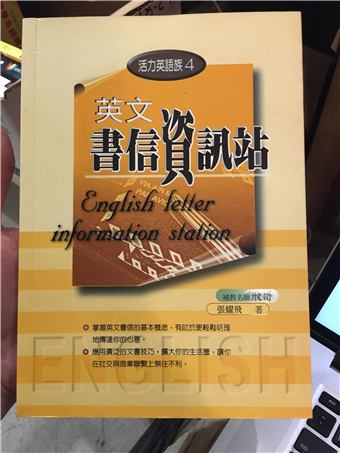 活力英語族 4
英文
書信資訊站
English letter
information station
補教名師 飛哥
張耀飛 著
掌握英文書信的基本概念，有助於更輕鬆明確
地傳達你的心意。
應用廣泛的文書技巧，擴大你的生活圈，讓你
在社交與商業聯繫上無往不利。
ENGLISH